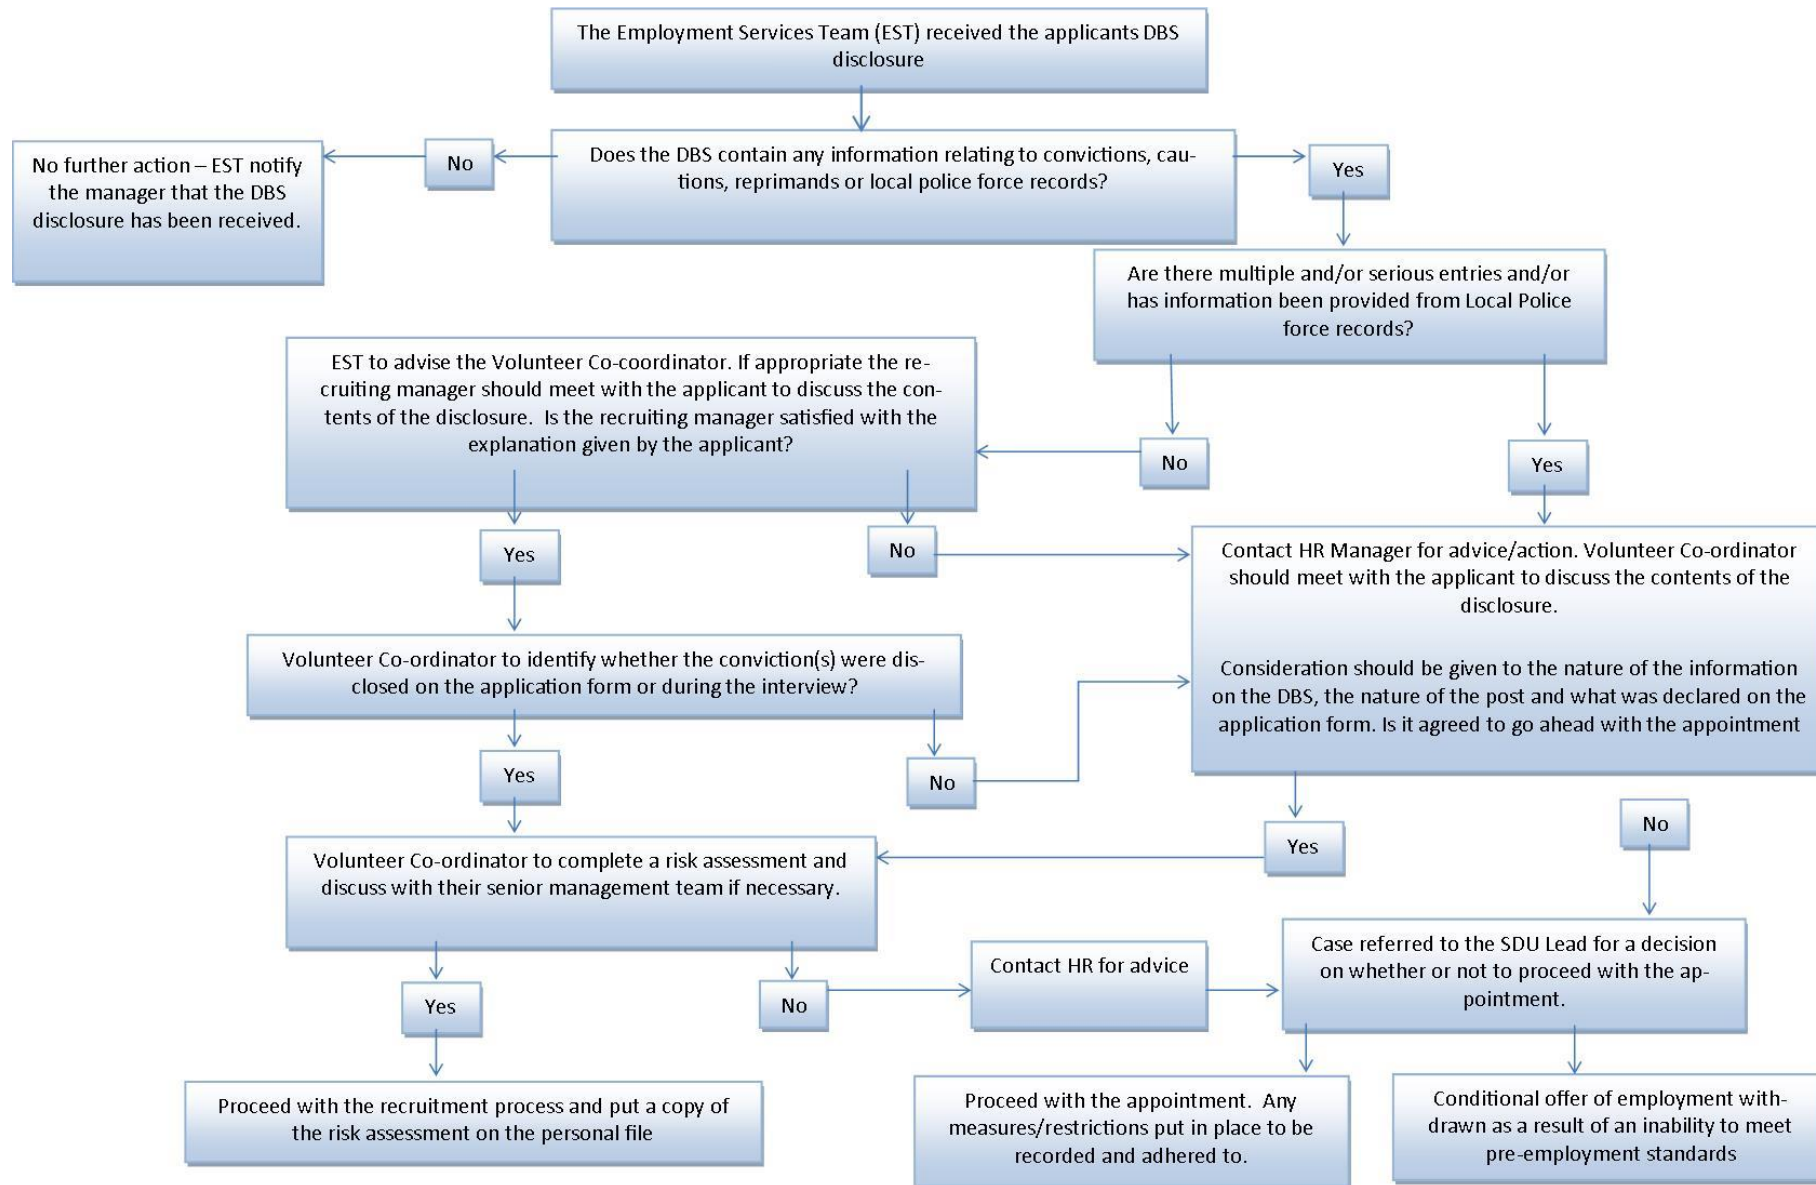 The Employment Services Team (EST) received the applicants DBS
disclosure
No further action – EST notify
the manager that the DBS
disclosure has been received.
No
Does the DBS contain any information relating to convictions, cau-
tions, reprimands or local police force records?
Yes
Are there multiple and/or serious entries and/or
has information been provided from Local Police
force records?
EST to advise the Volunteer Co-coordinator. If appropriate the re-
cruiting manager should meet with the applicant to discuss the con-
tents of the disclosure.  Is the recruiting manager satisfied with the
explanation given by the applicant?
No
Yes
Yes
No
Contact HR Manager for advice/action. Volunteer Co-ordinator
should meet with the applicant to discuss the contents of the
disclosure.
Consideration should be given to the nature of the information
on the DBS, the nature of the post and what was declared on the
application form. Is it agreed to go ahead with the appointment
Volunteer Co-ordinator to identify whether the conviction(s) were dis-
closed on the application form or during the interview?
Yes
No
Yes
No
Volunteer Co-ordinator to complete a risk assessment and
discuss with their senior management team if necessary.
Yes
No
Contact HR for advice
Case referred to the SDU Lead for a decision
on whether or not to proceed with the ap-
pointment.
Proceed with the recruitment process and put a copy of
the risk assessment on the personal file
Proceed with the appointment.  Any
measures/restrictions put in place to be
recorded and adhered to.
Conditional offer of employment with-
drawn as a result of an inability to meet
pre-employment standards